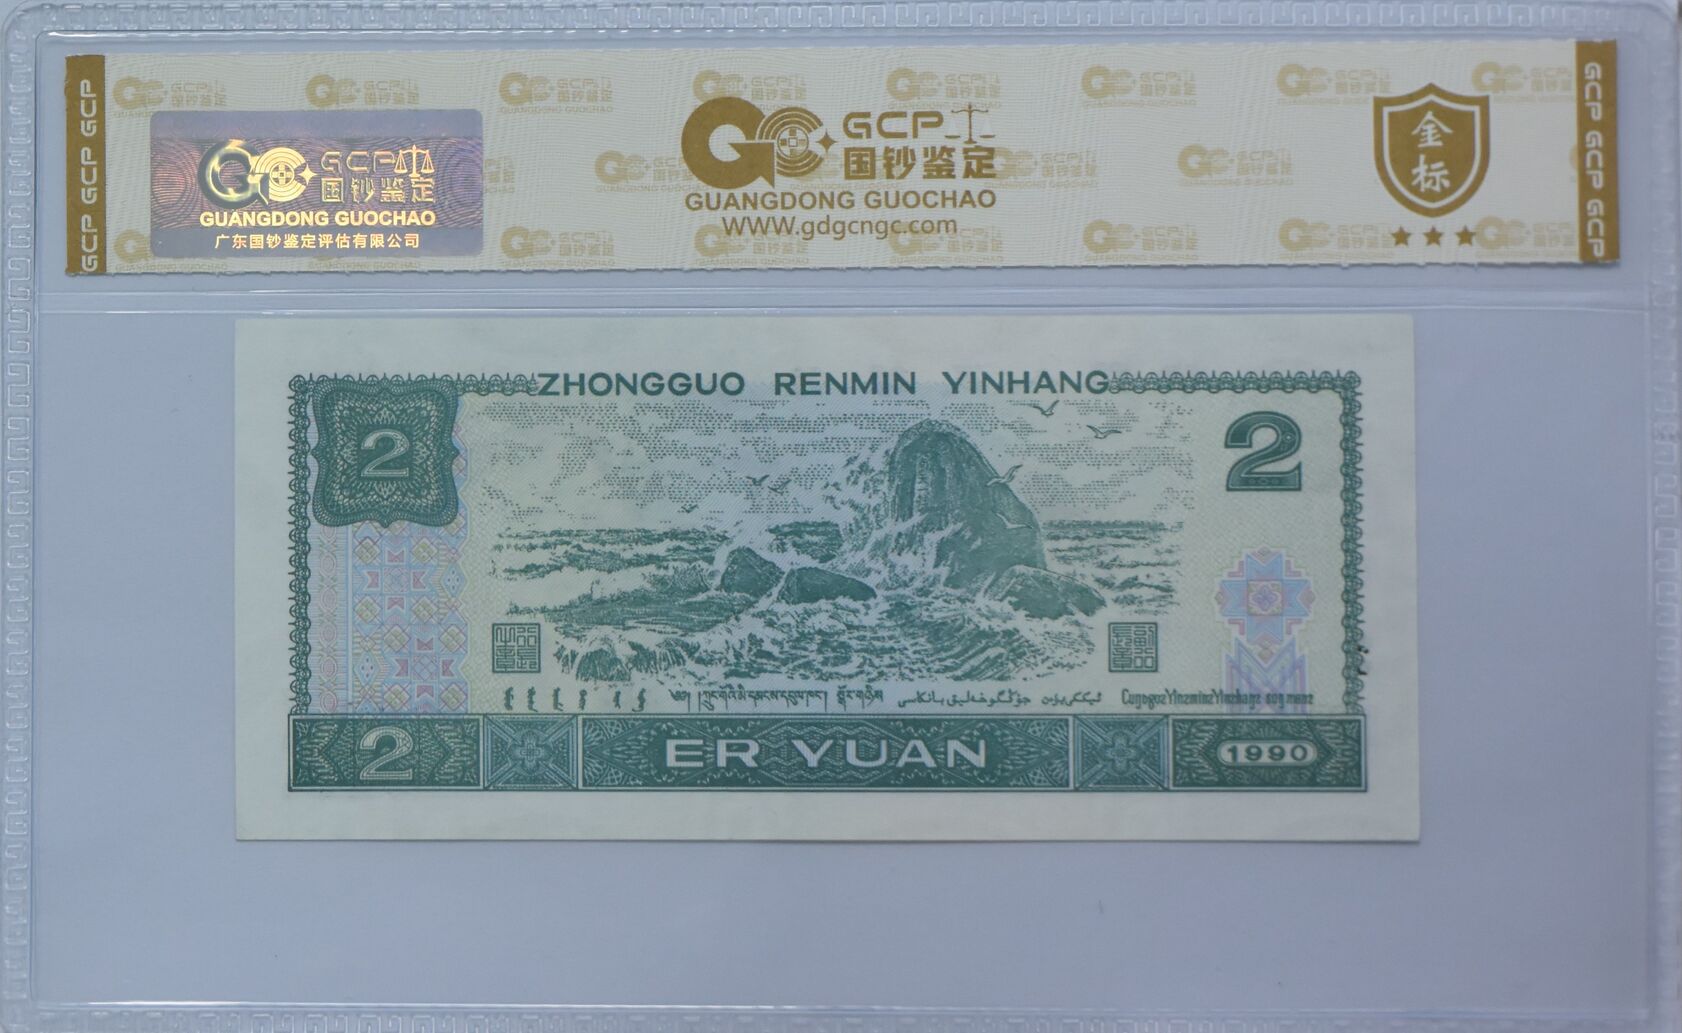 GCP GCP GCP
GCP 国钞鉴定
GUANGDONG GUOCHAO
广东国钞鉴定评估有限公司
GCP 国钞鉴定
GUANGDONG GUOCHAO
WWW.gdgcngc.com
金标
GCP GCP GCP
ZHONGGUO RENMIN YINHANG
2
2
2
ER YUAN
1990